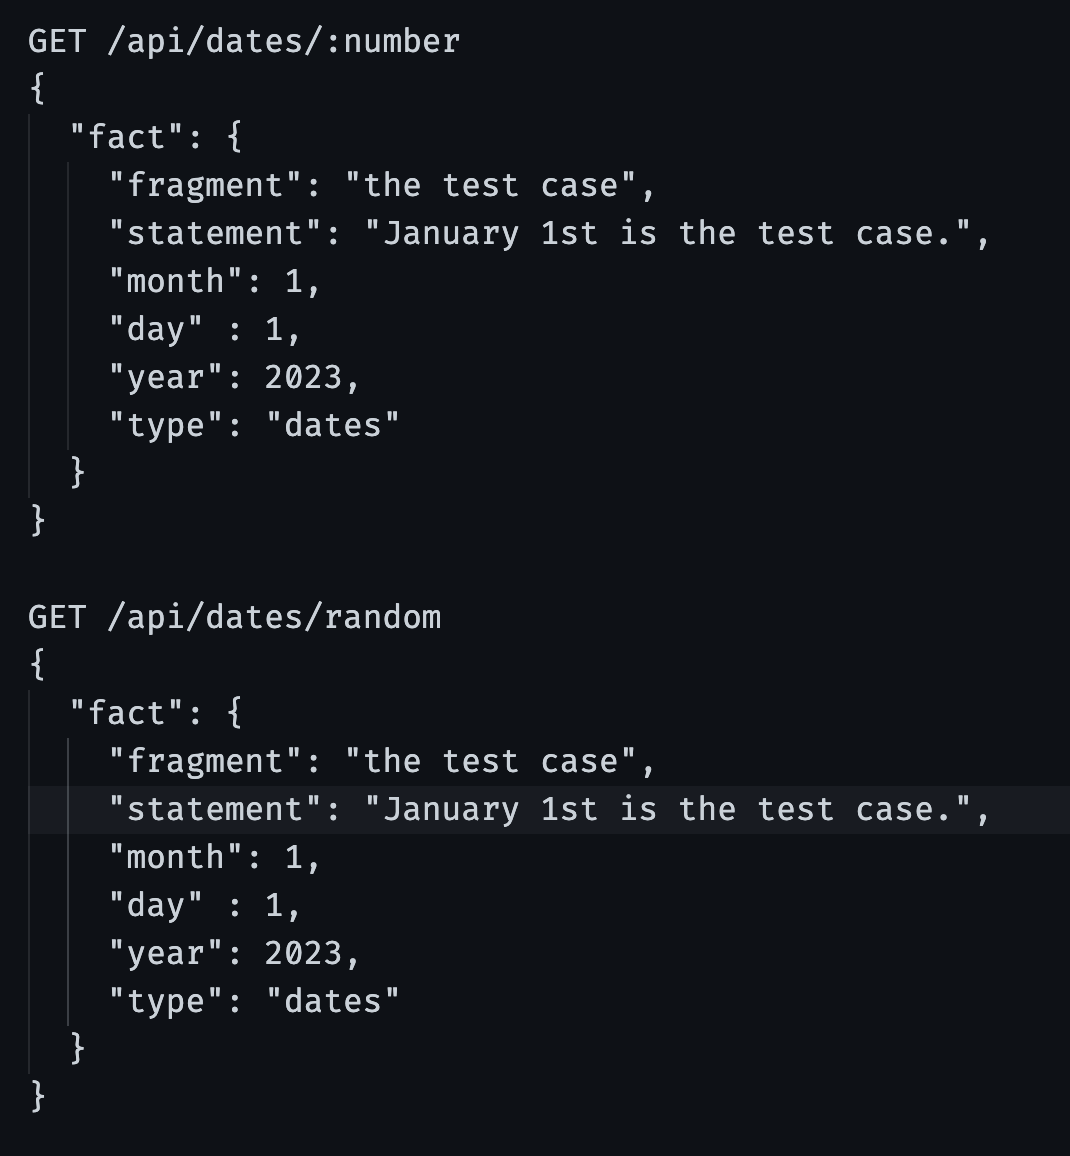 GET /api/dates/:number
{
  "fact": {
    "fragment": "the test case",
    "statement": "January 1st is the test case.",
    "month": 1,
    "day" : 1,
    "year": 2023,
    "type": "dates"
  }
}

GET /api/dates/random
{
  "fact": {
    "fragment": "the test case",
    "statement": "January 1st is the test case.",
    "month": 1,
    "day" : 1,
    "year": 2023,
    "type": "dates"
  }
}